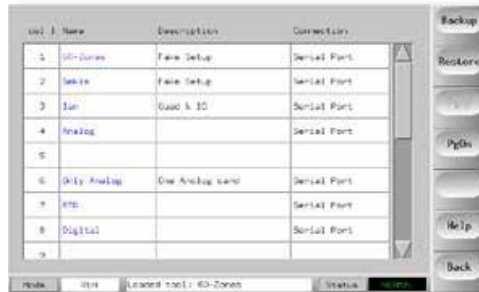 Name Description Connection
1 60-Zones Fake Setup Serial Port
2 Fake Setup Serial Port
3 Ian Quad & IO Serial Port
4 Analog Serial Port
5
6 Only Analog One Analog card Serial Port
7 RTD Serial Port
8 Digital Serial Port
9
Mode Loaded tool: 60-Zones Status NORMAL
Backup
Restore
PgDn
Help
Back